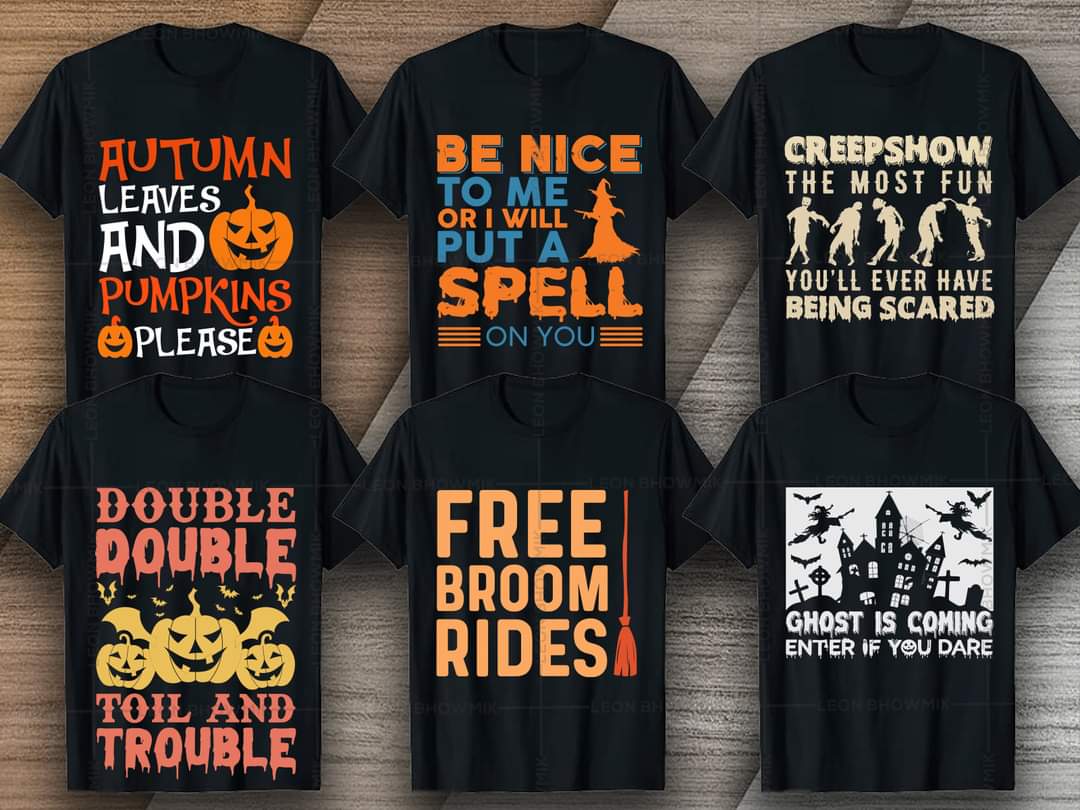 AUTUMN
LEAVES
AND
PUMPKINS
PLEASE
BE NICE
TO ME
OR I WILL
PUT A
SPELL
ON YOU
CREEPSHOW
THE MOST FUN
YOU'LL EVER HAVE
BEING SCARED
DOUBLE
DOUBLE
TOIL AND
TROUBLE
FREE
BROOM
RIDES
GHOST IS COMING
ENTER IF YOU DARE
LEON BHOWMIK